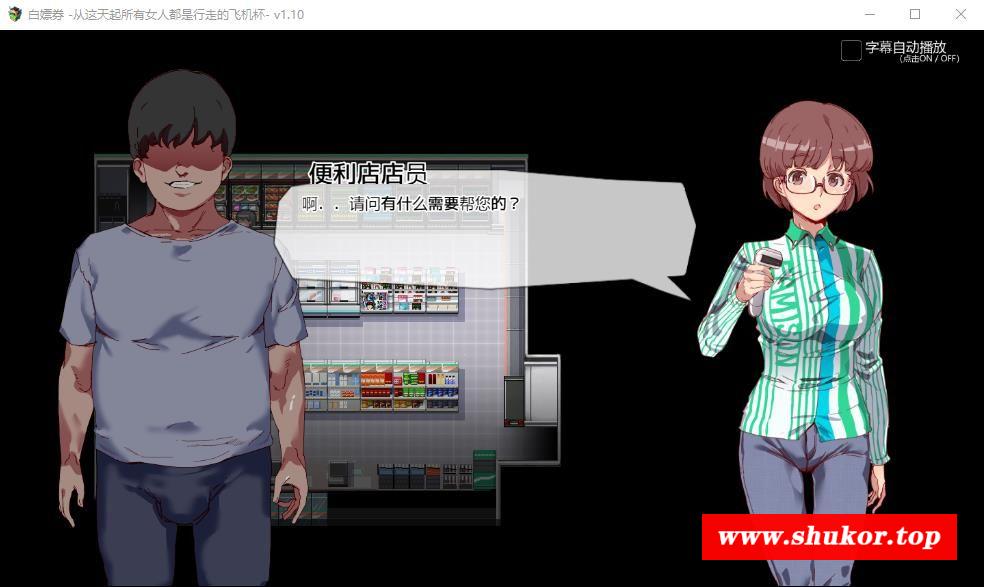 白嫖券 -从这天起所有女人都是行走的飞机杯- v1.10
字幕自动播放
(点击ON / OFF)
便利店店员
啊．．请问有什么需要帮您的？
www.shukor.top